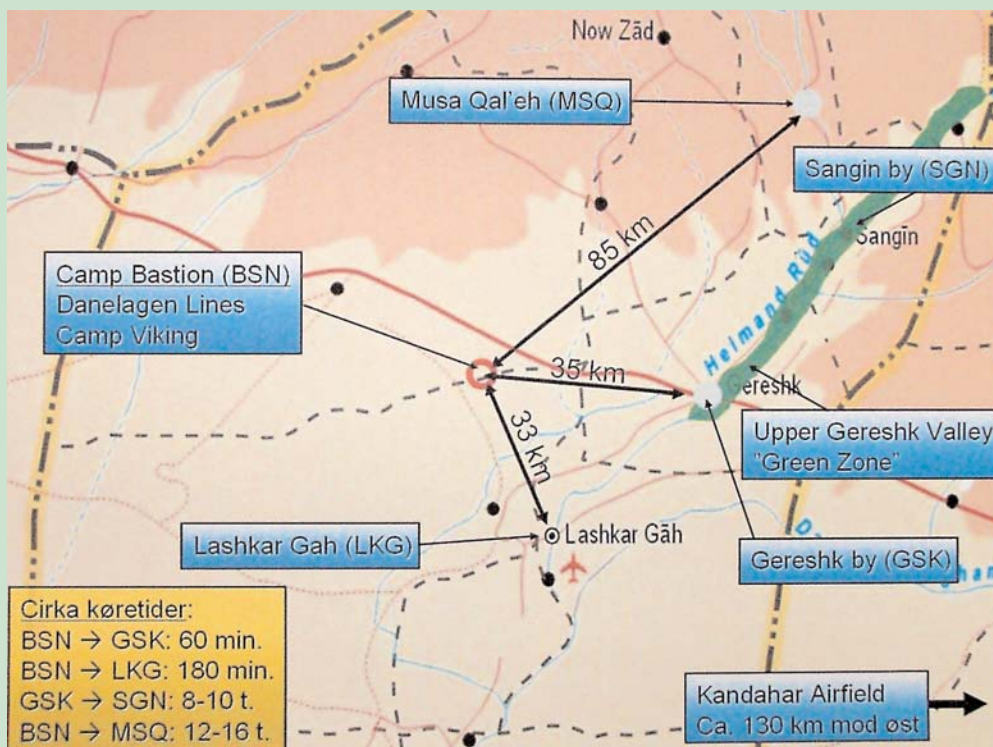 Now Zād
Musa Qal'eh (MSQ)
Sangin by (SGN)
Sangīn
85 km
Camp Bastion (BSN)
Danelagen Lines
Camp Viking
Helmand Rūd
35 km
Gereshk
33 km
Upper Gereshk Valley
"Green Zone"
Lashkar Gah (LKG)
Lashkar Gāh
Gereshk by (GSK)
Cirka køretider:
BSN → GSK: 60 min.
BSN → LKG: 180 min.
GSK → SGN: 8-10 t.
BSN → MSQ: 12-16 t.
Kandahar Airfield
Ca. 130 km mod øst